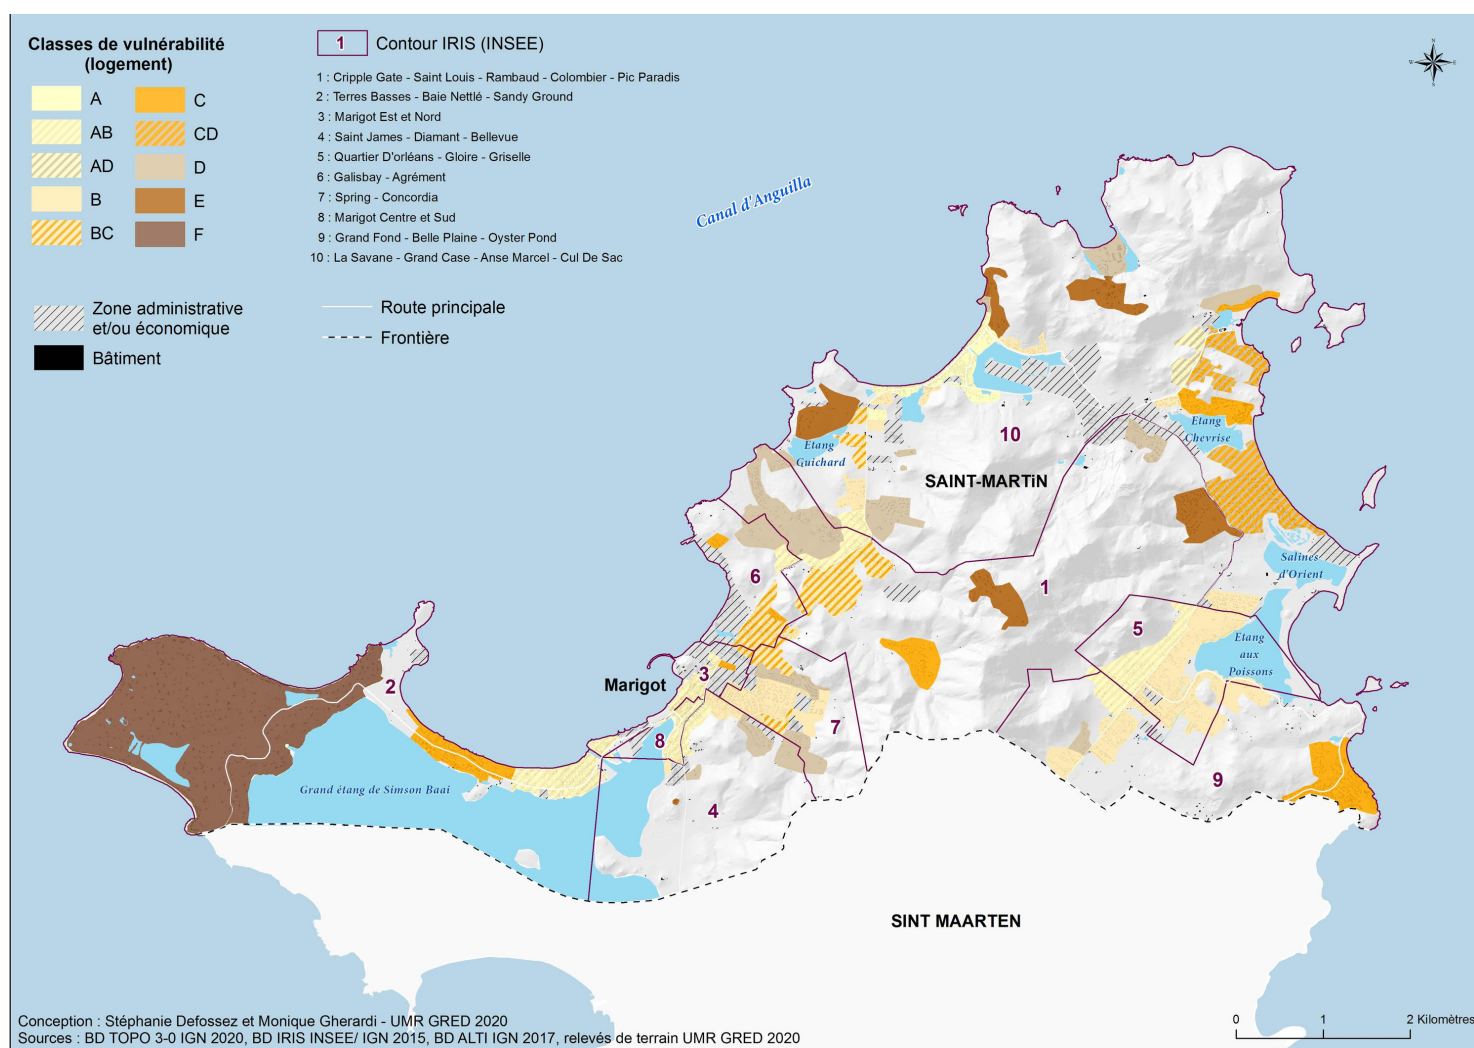 Classes de vulnérabilité
(logement)
A
AB
AD
B
BC
C
CD
D
E
F
Zone administrative
et/ou économique
Bâtiment
1 Contour IRIS (INSEE)
1 : Cripple Gate - Saint Louis - Rambaud - Colombier - Pic Paradis
2 : Terres Basses - Baie Nettlé - Sandy Ground
3 : Marigot Est et Nord
4 : Saint James - Diamant - Bellevue
5 : Quartier D'orléans - Gloire - Griselle
6 : Galisbay - Agrément
7 : Spring - Concordia
8 : Marigot Centre et Sud
9 : Grand Fond - Belle Plaine - Oyster Pond
10 : La Savane - Grand Case - Anse Marcel - Cul De Sac
Route principale
Frontière
N
W
E
S
Canal d'Anguilla
Etang
Chevrise
10
Etang
Guichard
SAINT-MARTiN
Salines
d'Orient
6
1
5
Etang
aux
Poissons
3
Marigot
2
7
8
9
Grand étang de Simson Baai
4
SINT MAARTEN
0 1 2 Kilomètres
Conception : Stéphanie Defossez et Monique Gherardi - UMR GRED 2020
Sources : BD TOPO 3-0 IGN 2020, BD IRIS INSEE/ IGN 2015, BD ALTI IGN 2017, relevés de terrain UMR GRED 2020